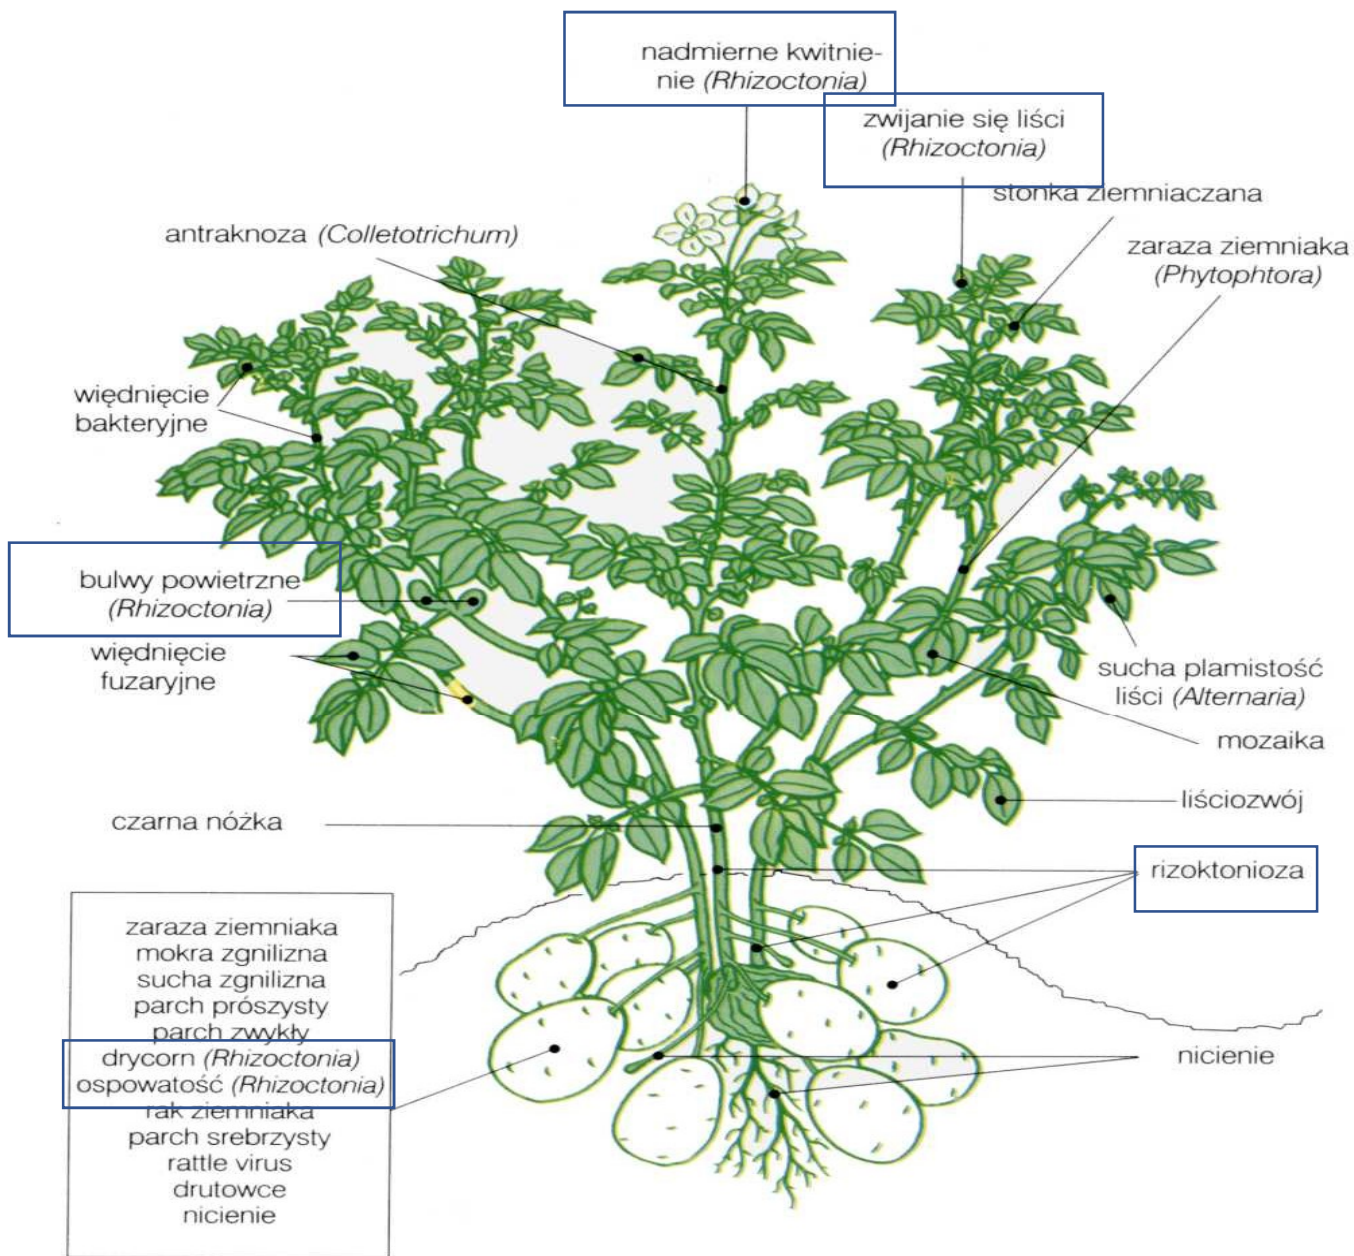 nadmierne kwitnie-
nie (Rhizoctonia)
zwijanie się liści
(Rhizoctonia)
stonka ziemniaczana
antraknoza (Colletotrichum)
zaraza ziemniaka
(Phytophtora)
więdnięcie
bakteryjne
bulwy powietrzne
(Rhizoctonia)
więdnięcie
fuzaryjne
sucha plamistość
liści (Alternaria)
mozaika
liściozwój
czarna nóżka
rizoktonioza
zaraza ziemniaka
mokra zgnilizna
sucha zgnilizna
parch prószysty
parch zwykły
drycorn (Rhizoctonia)
ospowatość (Rhizoctonia)
rak ziemniaka
parch srebrzysty
rattle virus
drutowce
nicienie
nicienie